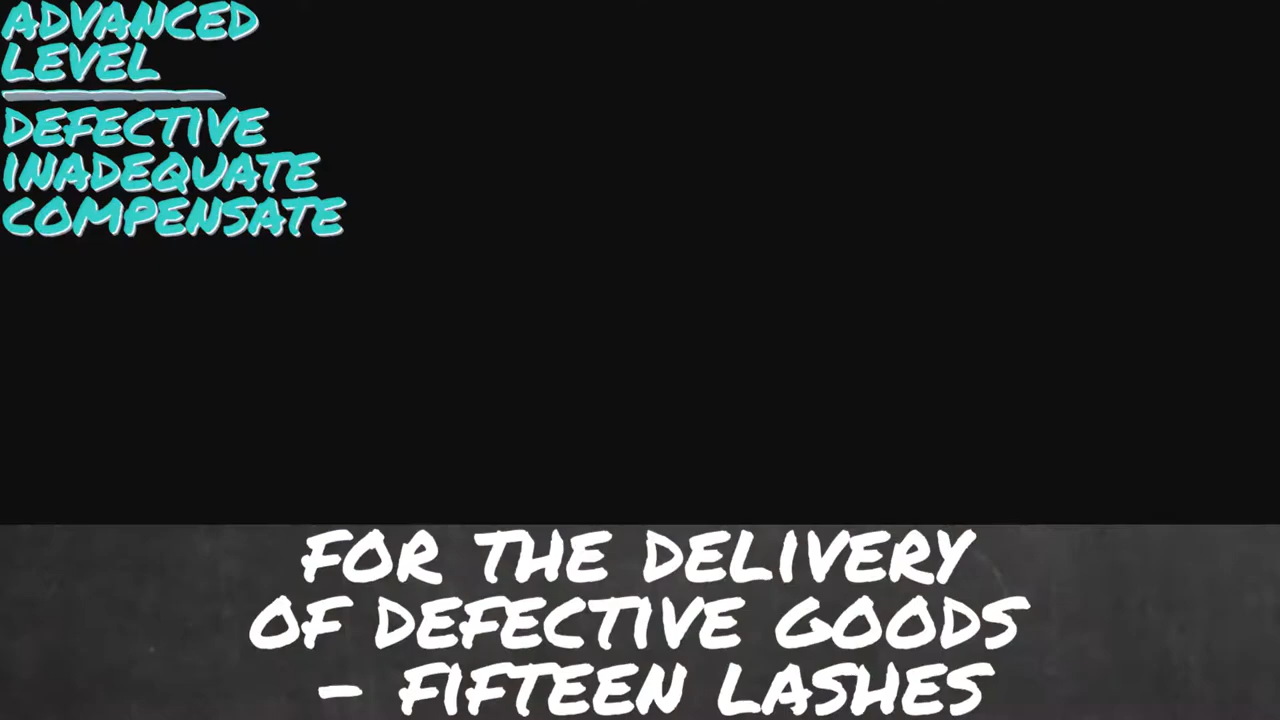 ADVANCED
LEVEL
DEFECTIVE
INADEQUATE
COMPENSATE
FOR THE DELIVERY
OF DEFECTIVE GOODS
- FIFTEEN LASHES